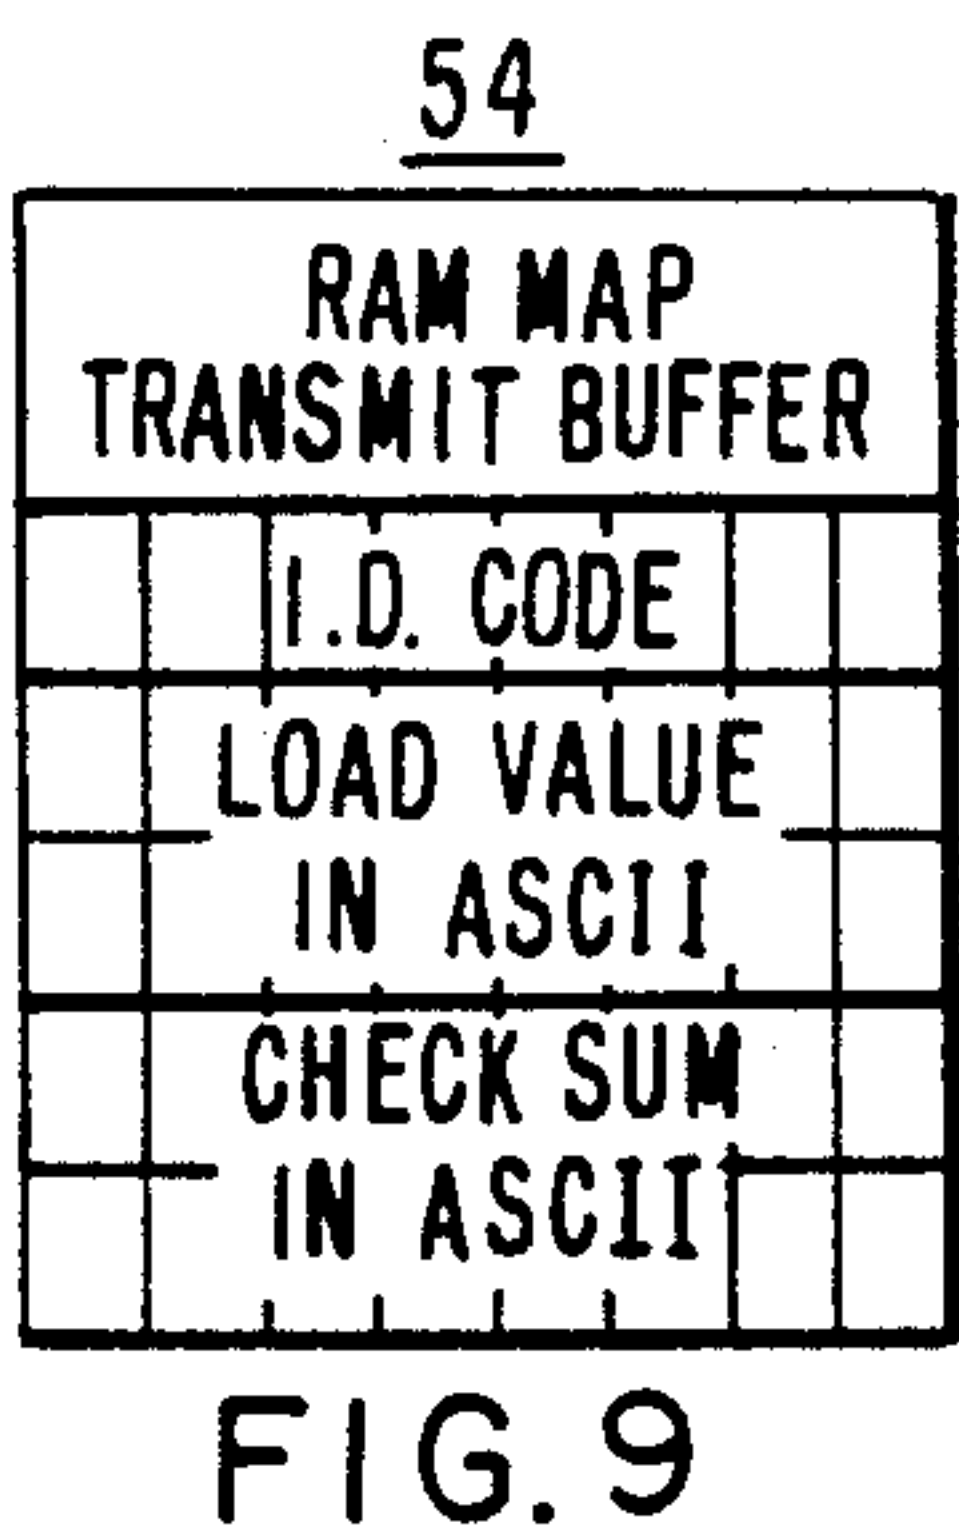 54
RAM MAP
TRANSMIT BUFFER
I.D. CODE
LOAD VALUE
IN ASCII
CHECK SUM
IN ASCII
FIG. 9